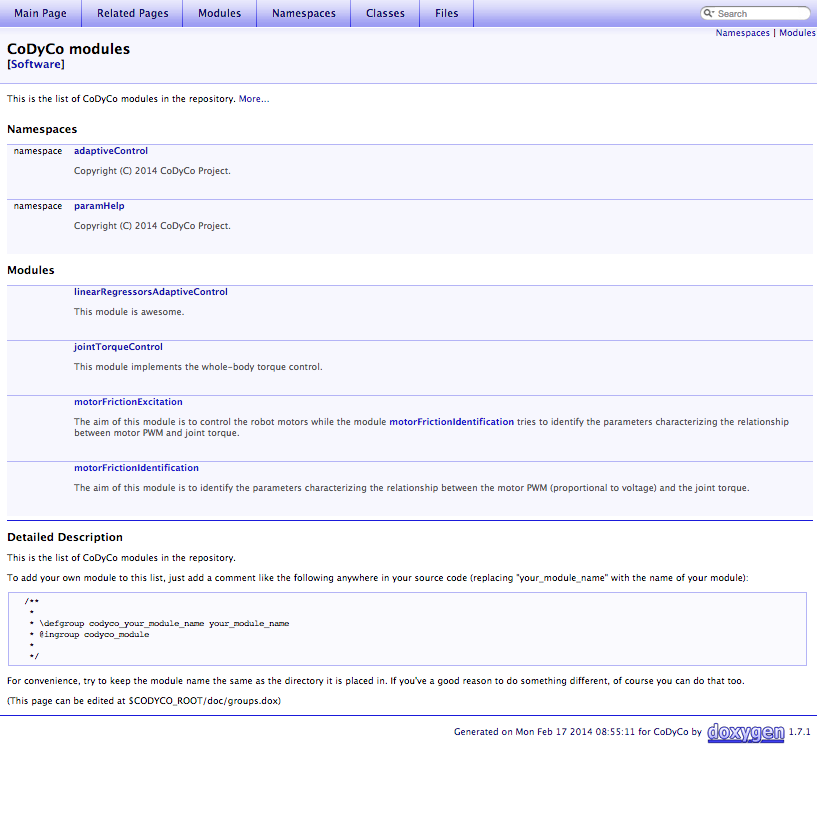 Main Page Related Pages Modules Namespaces Classes Files Search
Namespaces | Modules
CoDyCo modules
[Software]
This is the list of CoDyCo modules in the repository. More...
Namespaces
namespace adaptiveControl
Copyright (C) 2014 CoDyCo Project.
namespace paramHelp
Copyright (C) 2014 CoDyCo Project.
Modules
linearRegressorsAdaptiveControl
This module is awesome.
jointTorqueControl
This module implements the whole-body torque control.
motorFrictionExcitation
The aim of this module is to control the robot motors while the module motorFrictionIdentification tries to identify the parameters characterizing the relationship
between motor PWM and joint torque.
motorFrictionIdentification
The aim of this module is to identify the parameters characterizing the relationship between the motor PWM (proportional to voltage) and the joint torque.
Detailed Description
This is the list of CoDyCo modules in the repository.
To add your own module to this list, just add a comment like the following anywhere in your source code (replacing "your_module_name" with the name of your module):
/**
*
* \defgroup codyco_your_module_name your_module_name
* @ingroup codyco_module
*
*/
For convenience, try to keep the module name the same as the directory it is placed in. If you've a good reason to do something different, of course you can do that too.
(This page can be edited at $CODYCO_ROOT/doc/groups.dox)
Generated on Mon Feb 17 2014 08:55:11 for CoDyCo by doxygen 1.7.1